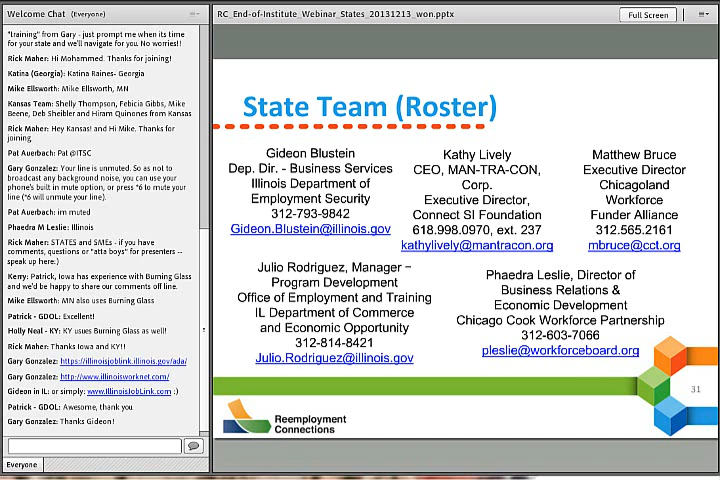 Welcome Chat (Everyone)
"training" from Gary - just prompt me when its time
for your state and we'll navigate for you. No worries!!
Rick Maher: Hi Mohammed. Thanks for joining!
Katina (Georgia): Katina Raines- Georgia
Mike Ellsworth: Mike Ellsworth, MN
Kansas Team: Shelly Thompson, Febicia Gibbs, Mike
Beene, Deb Sheibler and Hiram Quinones from Kansas
Rick Maher: Hey Kansas! and Hi Mike. Thanks for
joining
Pat Auerbach: Pat @ITSC
Gary Gonzalez: Your line is unmuted. So as not to
broadcast any background noise, you can use your
phone's built in mute option, or press *6 to mute your
line (*6 will unmute your line).
Pat Auerbach: im muted
Phaedra M Leslie: Illinois
Rick Maher: STATES and SMEs - if you have
comments, questions or "atta boys" for presenters --
speak up here:)
Kerry: Patrick, Iowa has experience with Burning Glass
and we'd be happy to share our comments off line.
Mike Ellsworth: MN also uses Burning Glass
Patrick - GDOL: Excellent!
Holly Neal - KY: KY usues Burning Glass as well!
Rick Maher: Thanks Iowa and KY!!
Gary Gonzalez: https://illinoisjoblink.illinois.gov/ada/
Gary Gonzalez: http://www.illinoisworknet.com/
Gideon in IL: or simply: www.IllinoisJobLink.com :)
Patrick - GDOL: Awesome, thank you
Gary Gonzalez: Thanks Gideon!
Everyone
RC_End-of-Institute_Webinar_States_20131213_won.pptx
Full Screen
State Team (Roster)
Gideon Blustein
Dep. Dir. - Business Services
Illinois Department of
Employment Security
312-793-9842
Gideon.Blustein@illinois.gov
Kathy Lively
CEO, MAN-TRA-CON,
Corp.
Executive Director,
Connect SI Foundation
618.998.0970, ext. 237
kathylively@mantracon.org
Matthew Bruce
Executive Director
Chicagoland
Workforce
Funder Alliance
312.565.2161
mbruce@cct.org
Julio Rodriguez, Manager –
Program Development
Office of Employment and Training
IL Department of Commerce
and Economic Opportunity
312-814-8421
Julio.Rodriguez@illinois.gov
Phaedra Leslie, Director of
Business Relations &
Economic Development
Chicago Cook Workforce Partnership
312-603-7066
pleslie@workforceboard.org
31
Reemployment
Connections